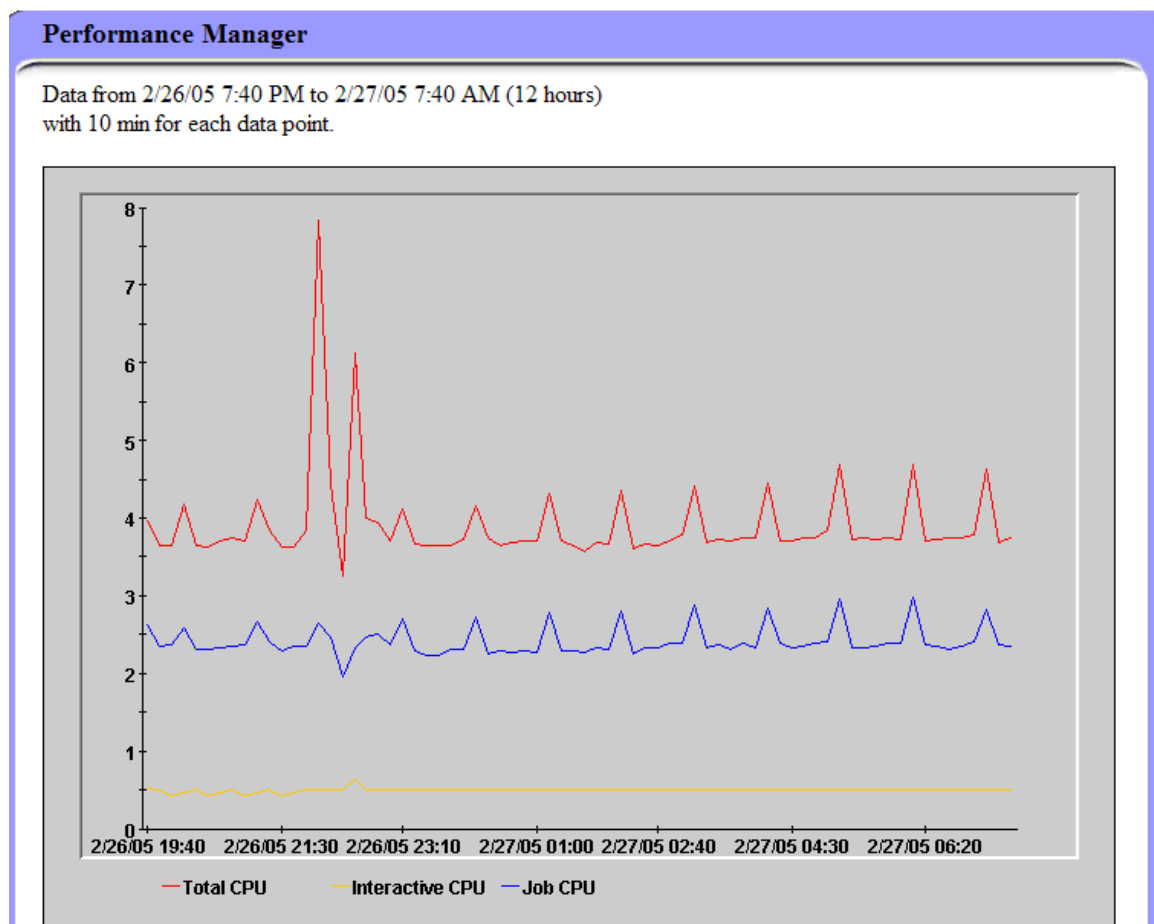 Performance Manager
Data from 2/26/05 7:40 PM to 2/27/05 7:40 AM (12 hours)
with 10 min for each data point.
8
7
6
5
4
3
2
1
0
2/26/05 19:40 2/26/05 21:30 2/26/05 23:10 2/27/05 01:00 2/27/05 02:40 2/27/05 04:30 2/27/05 06:20
Total CPU Interactive CPU Job CPU